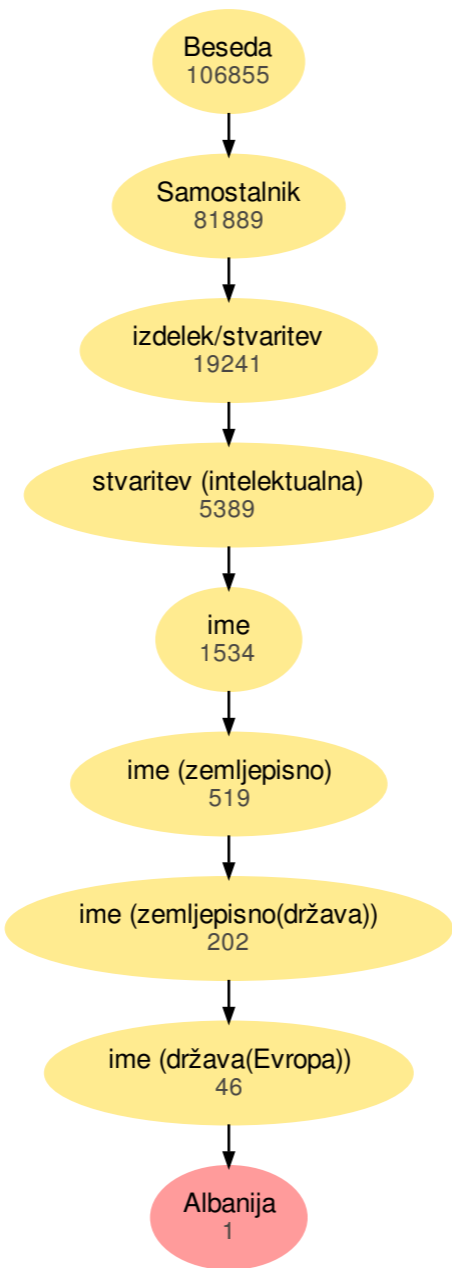 Beseda
106855
Samostalnik
81889
izdelek/stvaritev
19241
stvaritev (intelektualna)
5389
ime
1534
ime (zemljepisno)
519
ime (zemljepisno(država))
202
ime (država(Evropa))
46
Albanija
1